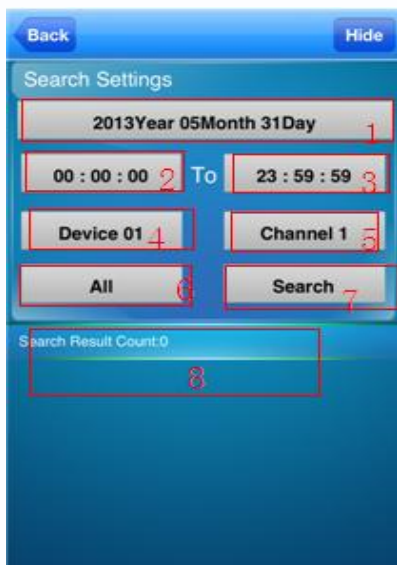 Back Hide
Search Settings
2013Year 05Month 31Day 1
00 : 00 : 00 2 To 23 : 59 : 59 3
Device 01 4 Channel 1 5
All 6 Search 7
Search Result Count:0
8